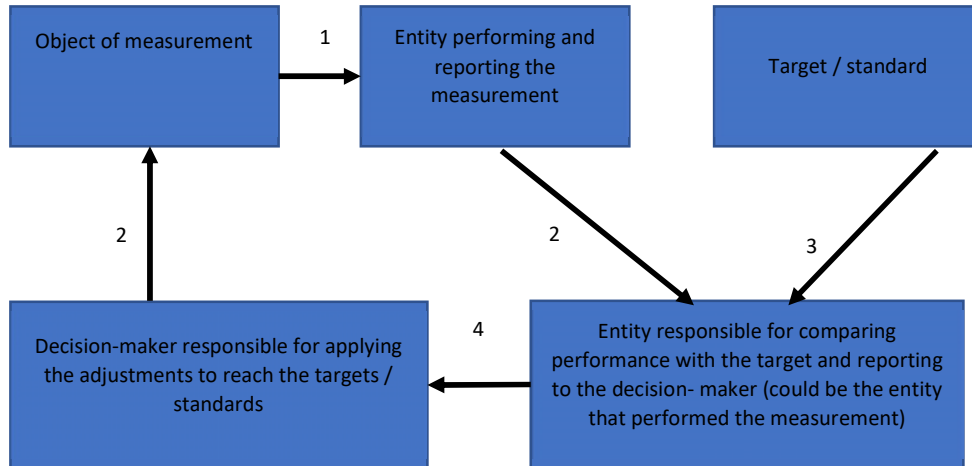 Object of measurement
1
Entity performing and
reporting the
measurement
Target / standard
2
2
3
Decision-maker responsible for applying
the adjustments to reach the targets /
standards
4
Entity responsible for comparing
performance with the target and reporting
to the decision- maker (could be the entity
that performed the measurement)